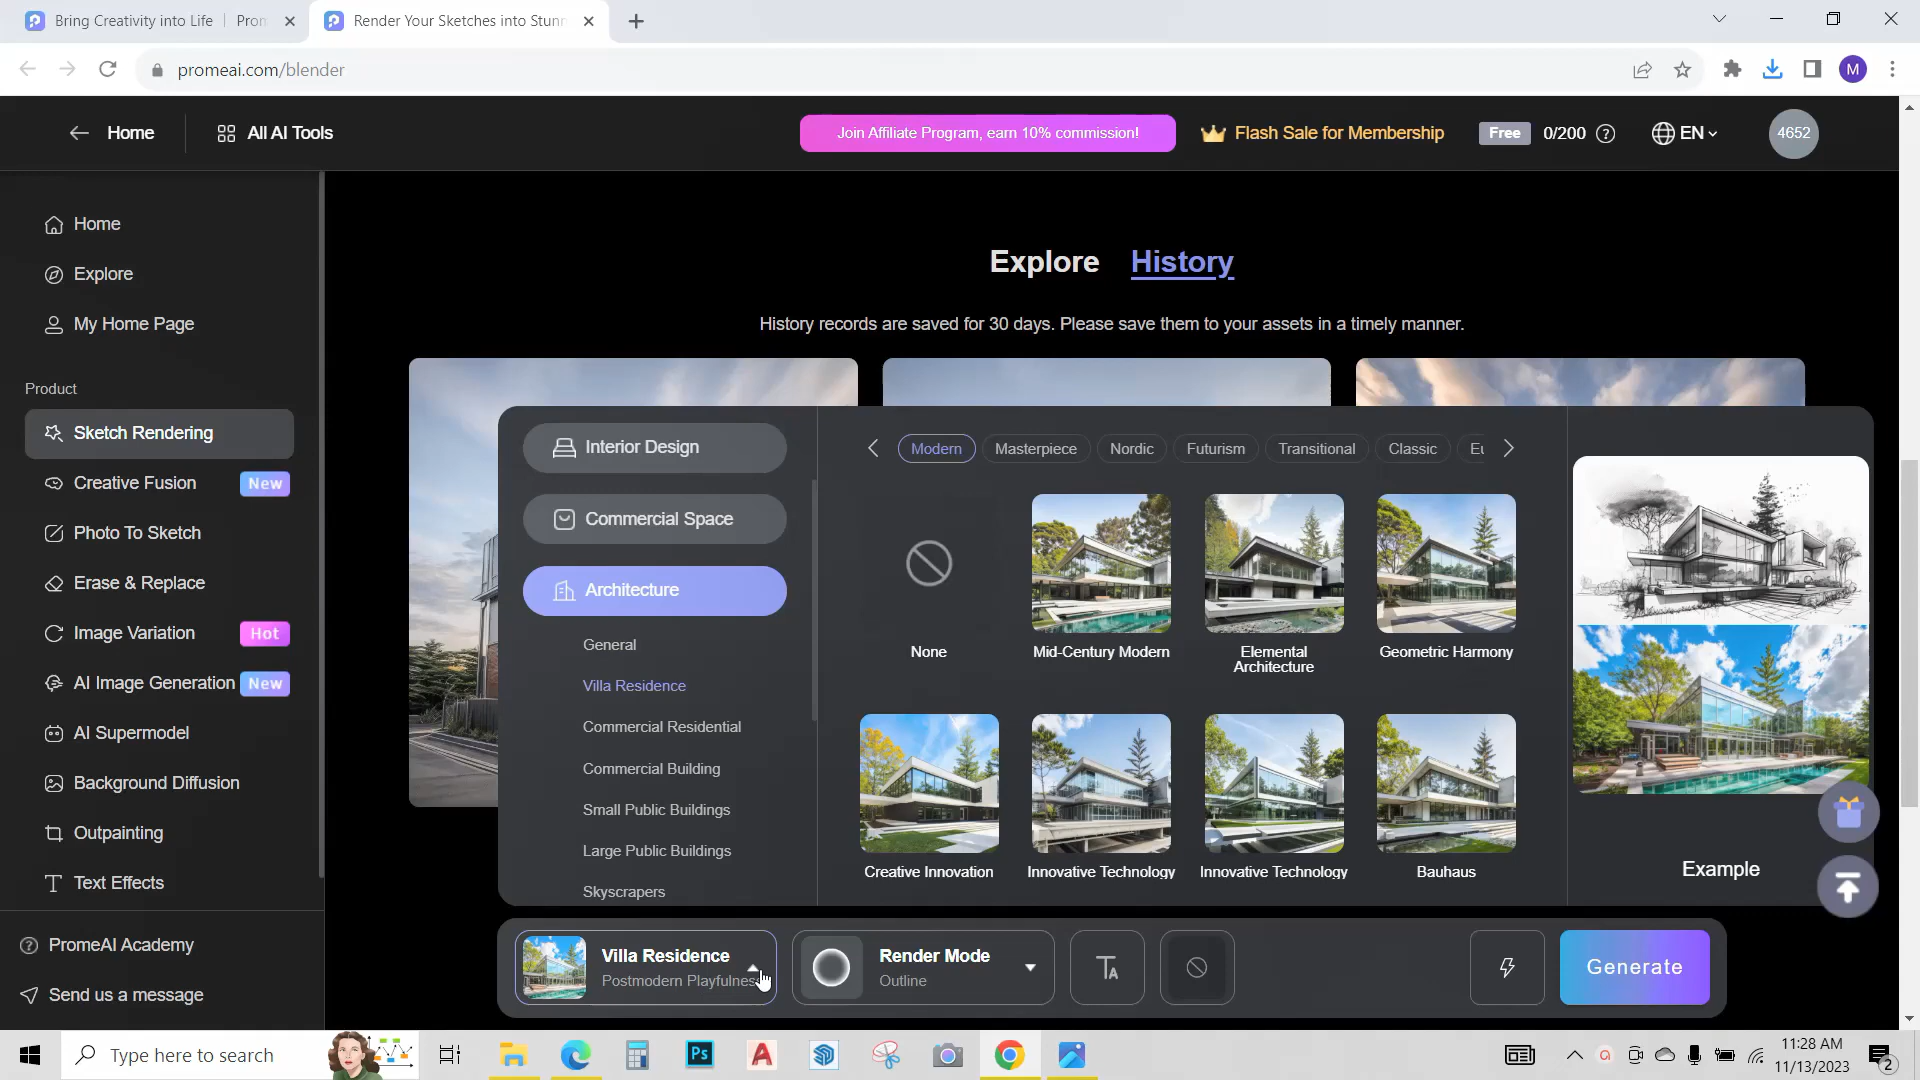 Bring Creativity into Life | Prom
Render Your Sketches into Stunn
promeai.com/blender
M
Home
All AI Tools
Join Affiliate Program, earn 10% commission!
Flash Sale for Membership
Free 0/200 ?
EN
4652
Home
Explore
My Home Page
Product
Sketch Rendering
Creative Fusion New
Photo To Sketch
Erase & Replace
Image Variation Hot
AI Image Generation New
AI Supermodel
Background Diffusion
Outpainting
Text Effects
PromeAI Academy
Send us a message
Explore History
History records are saved for 30 days. Please save them to your assets in a timely manner.
Interior Design
Commercial Space
Architecture
General
Villa Residence
Commercial Residential
Commercial Building
Small Public Buildings
Large Public Buildings
Skyscrapers
Modern Masterpiece Nordic Futurism Transitional Classic
None
Mid-Century Modern
Elemental
Architecture
Geometric Harmony
Creative Innovation
Innovative Technology
Innovative Technology
Bauhaus
Example
Villa Residence
Postmodern Playfulnes
Render Mode
Outline
Generate
Type here to search
Ps
11:28 AM
11/13/2023
2